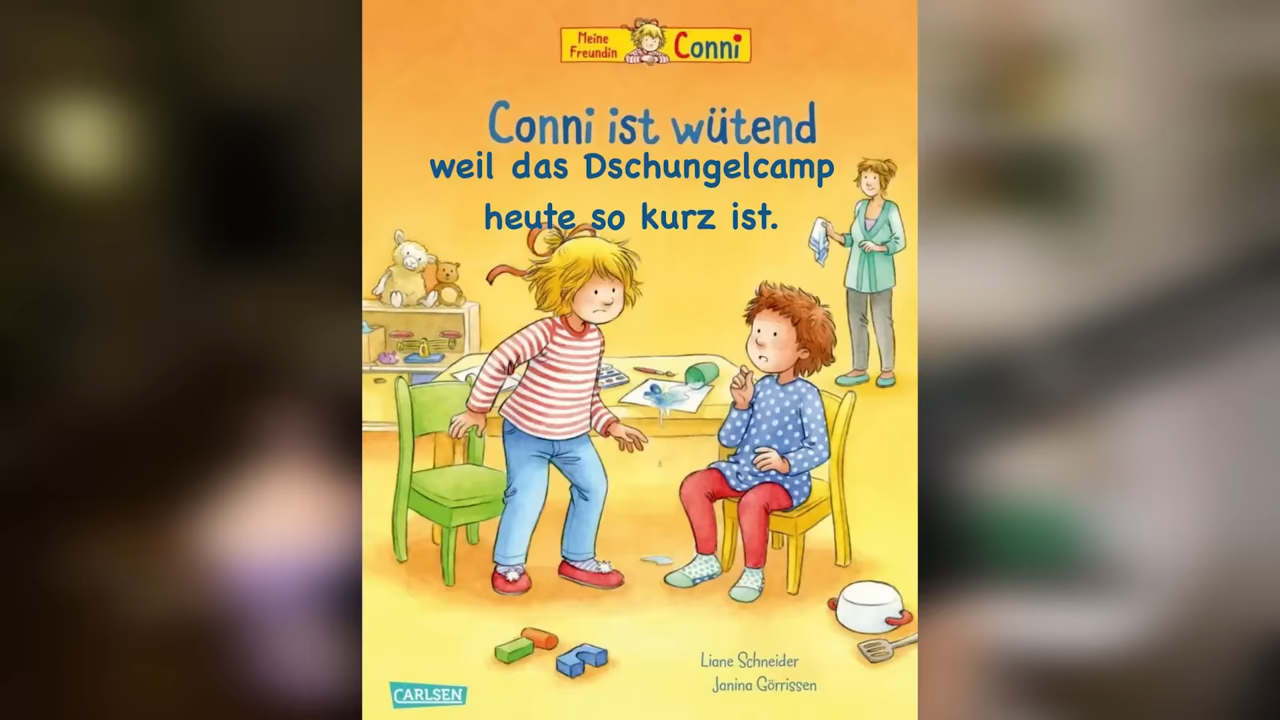 Meine
Freundin
Conni
Conni ist wütend
weil das Dschungelcamp
heute so kurz ist.
Liane Schneider
Janina Görrissen
CARLSEN